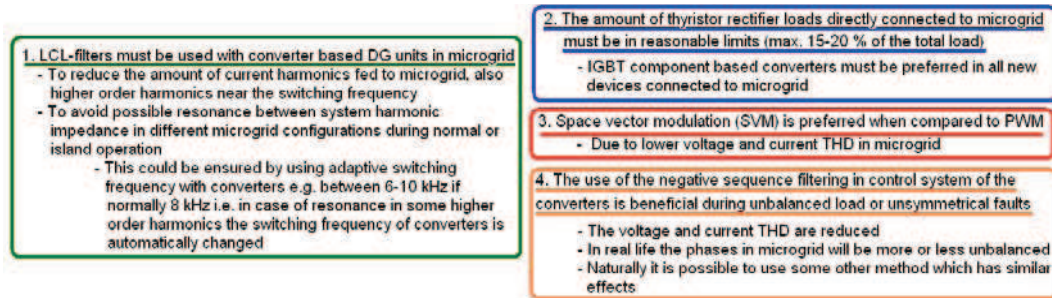 1. LCL-filters must be used with converter based DG units in microgrid
- To reduce the amount of current harmonics fed to microgrid, also
higher order harmonics near the switching frequency
- To avoid possible resonance between system harmonic
impedance in different microgrid configurations during normal or
island operation
- This could be ensured by using adaptive switching
frequency with converters e.g. between 6-10 kHz if
normally 8 kHz i.e. in case of resonance in some higher
order harmonics the switching frequency of converters is
automatically changed
2. The amount of thyristor rectifier loads directly connected to microgrid
must be in reasonable limits (max. 15-20 % of the total load)
- IGBT component based converters must be preferred in all new
devices connected to microgrid
3. Space vector modulation (SVM) is preferred when compared to PWM
- Due to lower voltage and current THD in microgrid
4. The use of the negative sequence filtering in control system of the
converters is beneficial during unbalanced load or unsymmetrical faults
- The voltage and current THD are reduced
- In real life the phases in microgrid will be more or less unbalanced
- Naturally it is possible to use some other method which has similar
effects